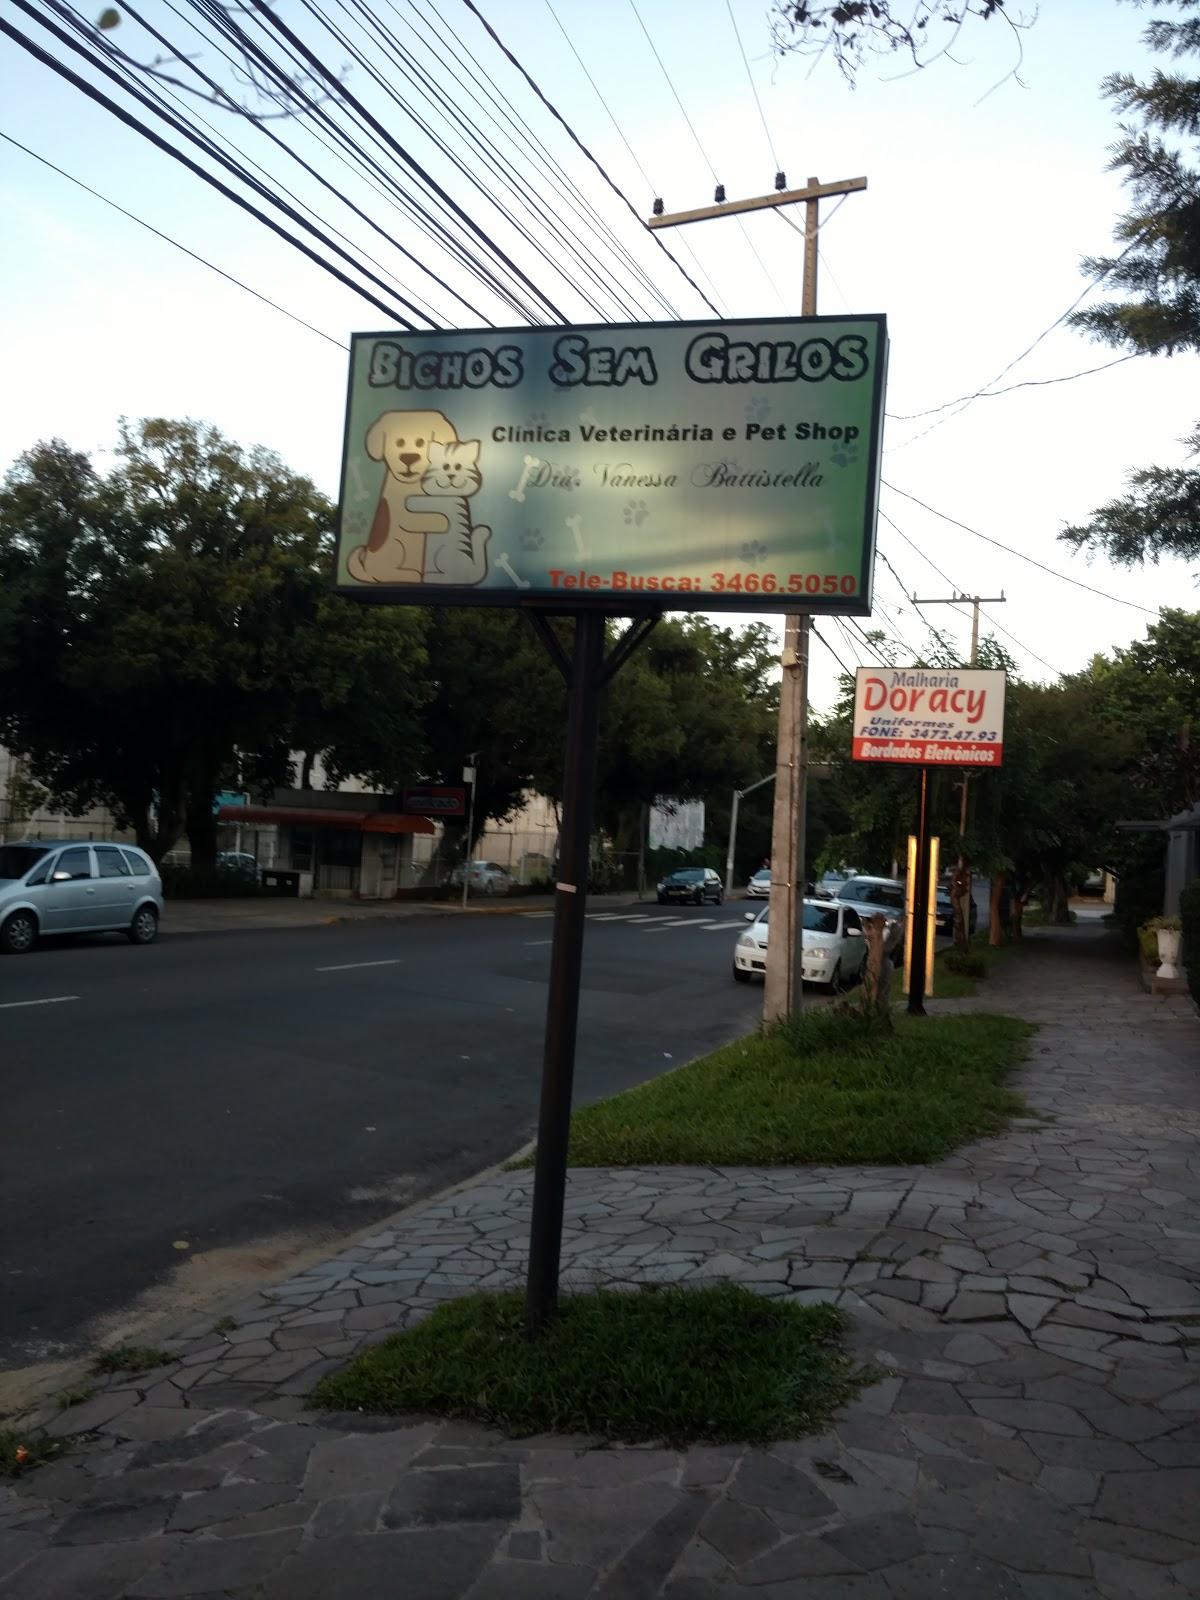 Bichos Sem Grilos
Clínica Veterinária e Pet Shop
Dra. Vanessa Battistella
Tele-Busca: 3466.5050
Malharia
Doracy
Uniformes
FONE: 3472.47.93
Bordados Eletrônicos